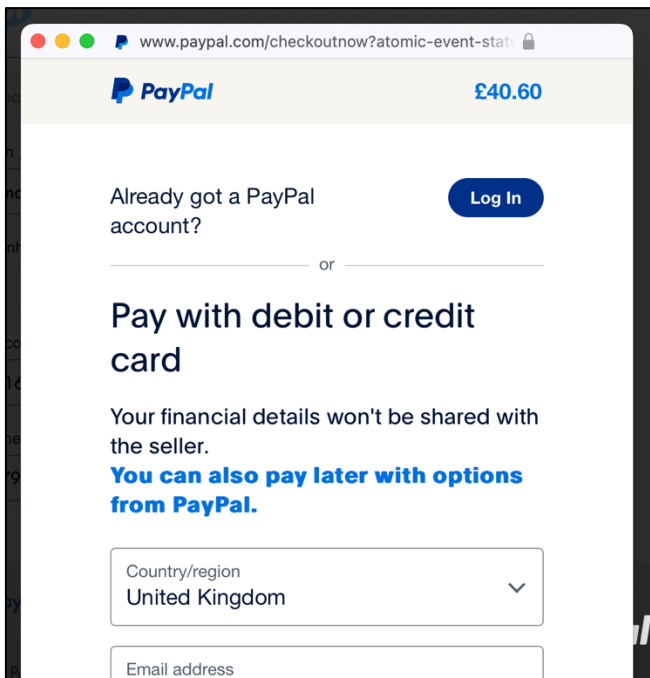 www.paypal.com/checkoutnow?atomic-event-stat
PayPal
£40.60
Already got a PayPal
account?
Log In
or
Pay with debit or credit
card
Your financial details won't be shared with
the seller.
You can also pay later with options
from PayPal.
Country/region
United Kingdom
Email address